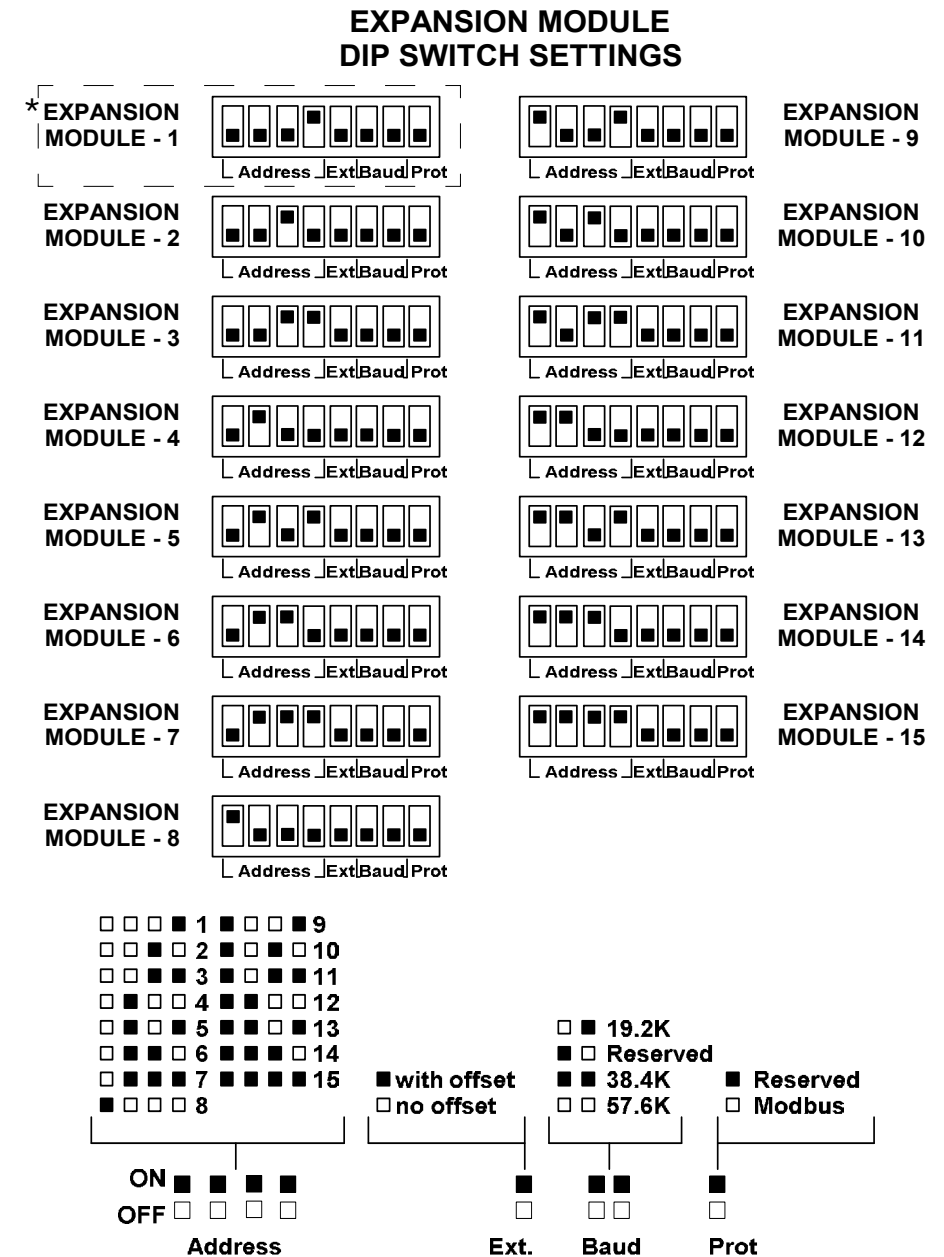 EXPANSION MODULE
DIP SWITCH SETTINGS
* EXPANSION
MODULE - 1
Address Ext Baud Prot
EXPANSION
MODULE - 2
Address Ext Baud Prot
EXPANSION
MODULE - 3
Address Ext Baud Prot
EXPANSION
MODULE - 4
Address Ext Baud Prot
EXPANSION
MODULE - 5
Address Ext Baud Prot
EXPANSION
MODULE - 6
Address Ext Baud Prot
EXPANSION
MODULE - 7
Address Ext Baud Prot
EXPANSION
MODULE - 8
Address Ext Baud Prot
EXPANSION
MODULE - 9
Address Ext Baud Prot
EXPANSION
MODULE - 10
Address Ext Baud Prot
EXPANSION
MODULE - 11
Address Ext Baud Prot
EXPANSION
MODULE - 12
Address Ext Baud Prot
EXPANSION
MODULE - 13
Address Ext Baud Prot
EXPANSION
MODULE - 14
Address Ext Baud Prot
EXPANSION
MODULE - 15
Address Ext Baud Prot
1 9
2 10
3 11
4 12
5 13
6 14
7 15
8
with offset
no offset
19.2K
Reserved
38.4K
57.6K
Reserved
Modbus
ON
OFF
Address Ext. Baud Prot